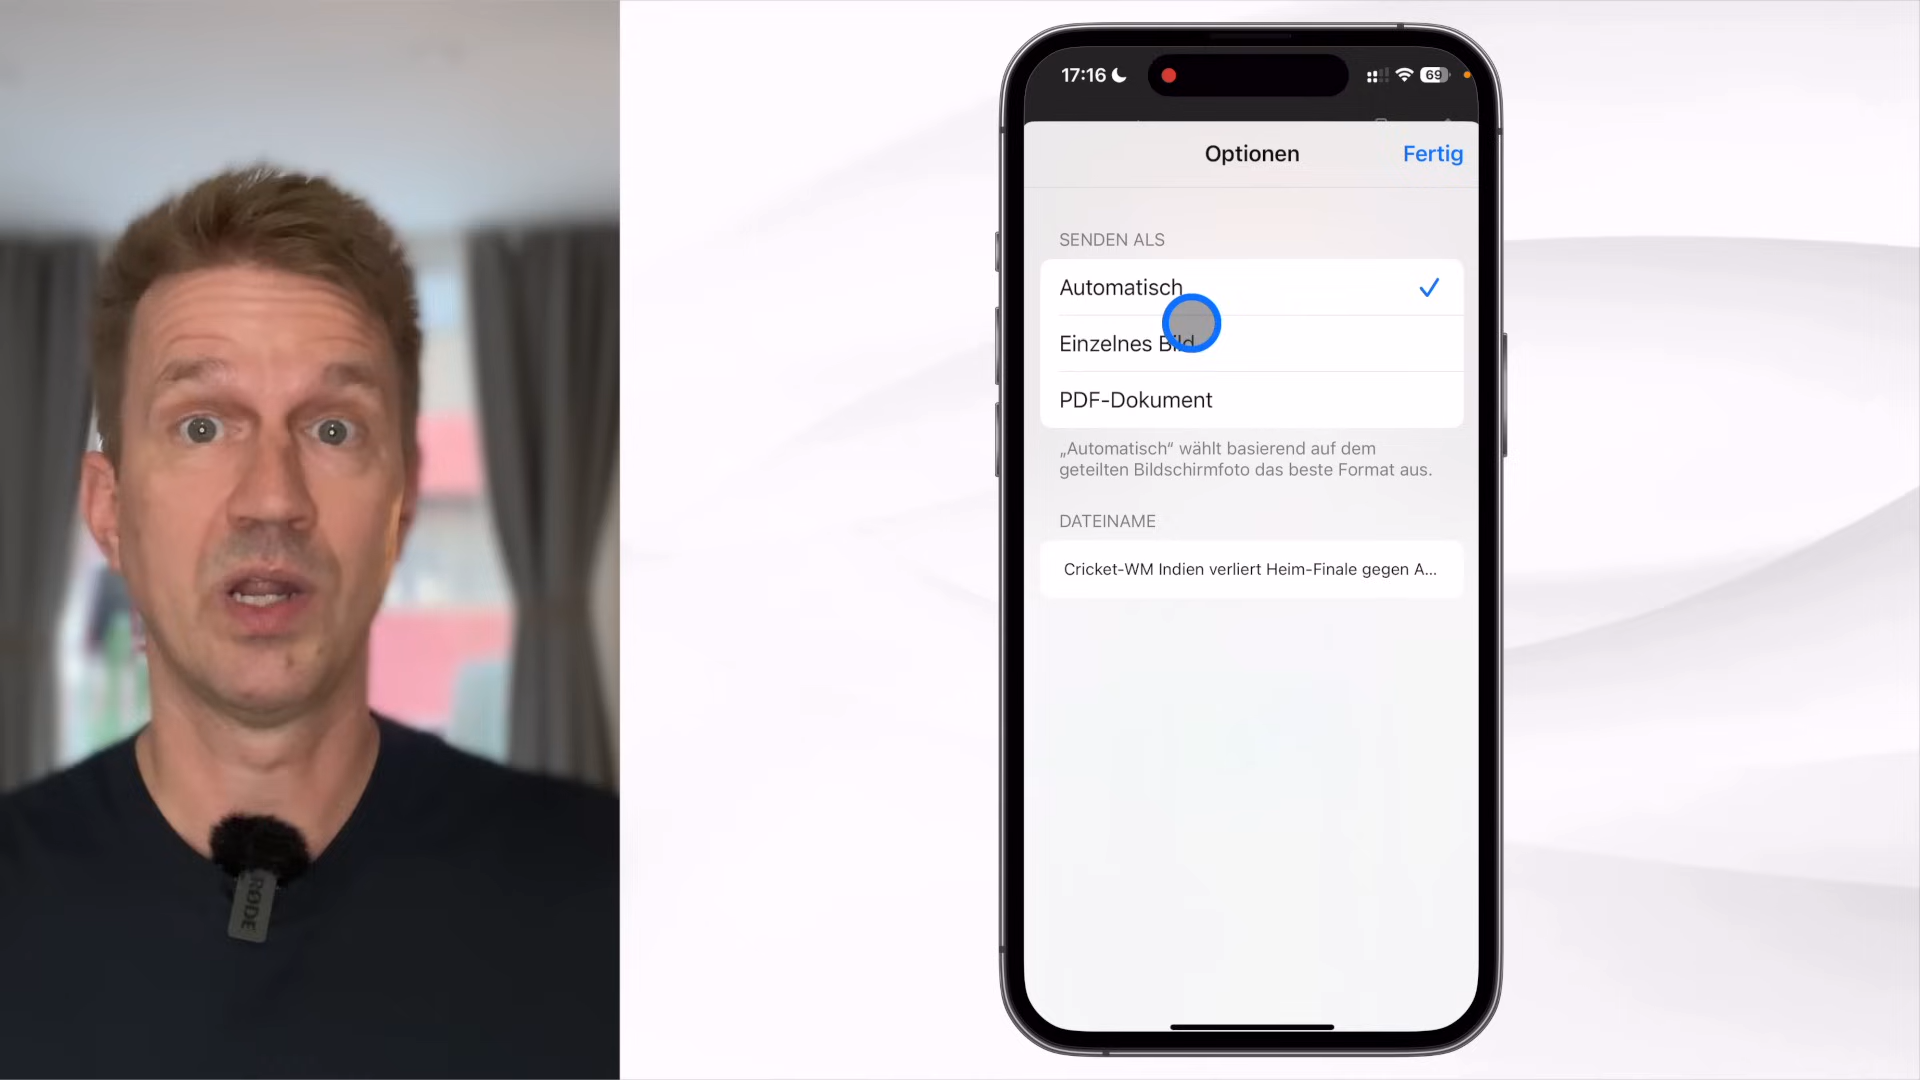 17:16
69
Optionen
Fertig
SENDEN ALS
Automatisch
Einzelnes Bild
PDF-Dokument
„Automatisch“ wählt basierend auf dem
geteilten Bildschirmfoto das beste Format aus.
DATEINAME
Cricket-WM Indien verliert Heim-Finale gegen A...
RØDE